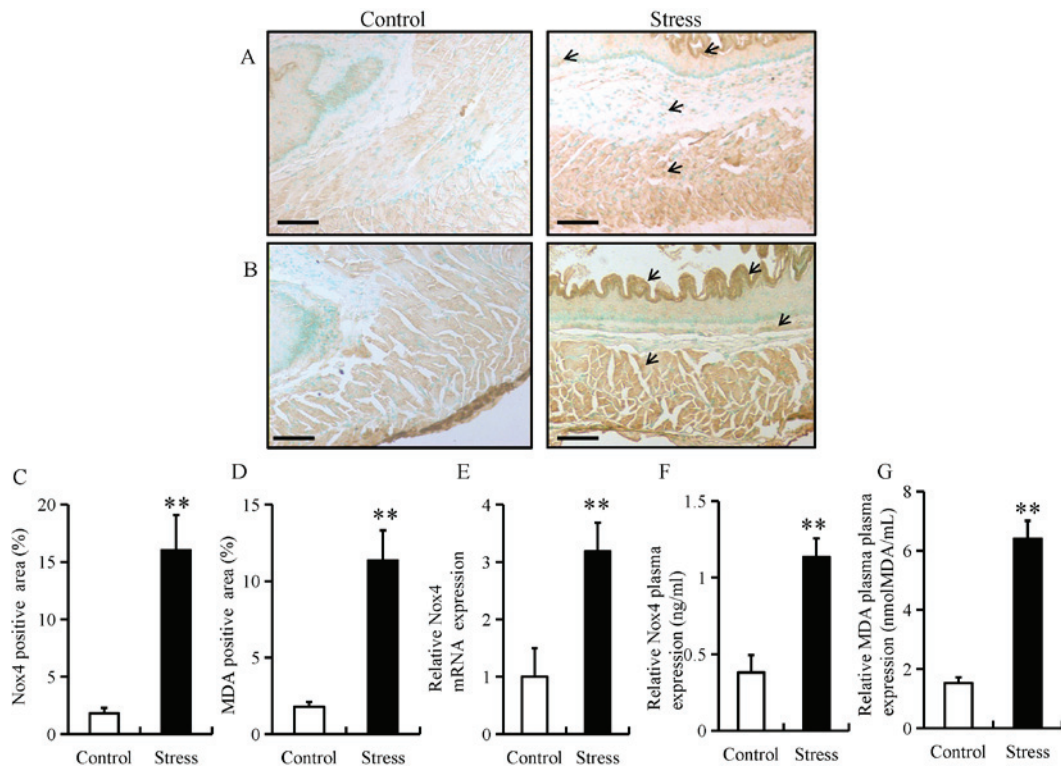 Control
Stress
A
B
C
Nox4 positive area (%)
20
15
10
5
0
**
Control
Stress
D
MDA positive area (%)
15
10
5
0
**
Control
Stress
E
Relative Nox4
mRNA expression
4
3
2
1
0
**
Control
Stress
F
Relative Nox4 plasma
expression (ng/ml)
1.5
1
0.5
0
**
Control
Stress
G
Relative MDA plasma plasma
expression (nmolMDA/mL)
8
6
4
2
0
**
Control
Stress